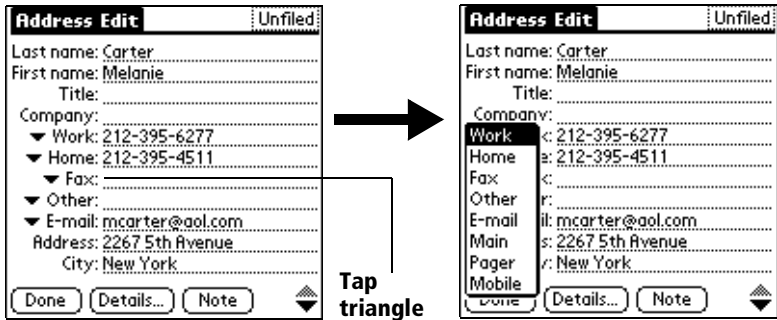 Address Edit Unfiled
Last name: Carter
First name: Melanie
Title:
Company:
Work: 212-395-6277
Home: 212-395-4511
Fax:
Other:
E-mail: mcarter@aol.com
Address: 2267 5th Avenue
City: New York
Done Details... Note
Tap
triangle
Address Edit Unfiled
Last name: Carter
First name: Melanie
Title:
Company:
Work k: 212-395-6277
Home e: 212-395-4511
Fax x:
Other r:
E-mail il: mcarter@aol.com
Main s: 2267 5th Avenue
Pager y: New York
Mobile
Done Details... Note